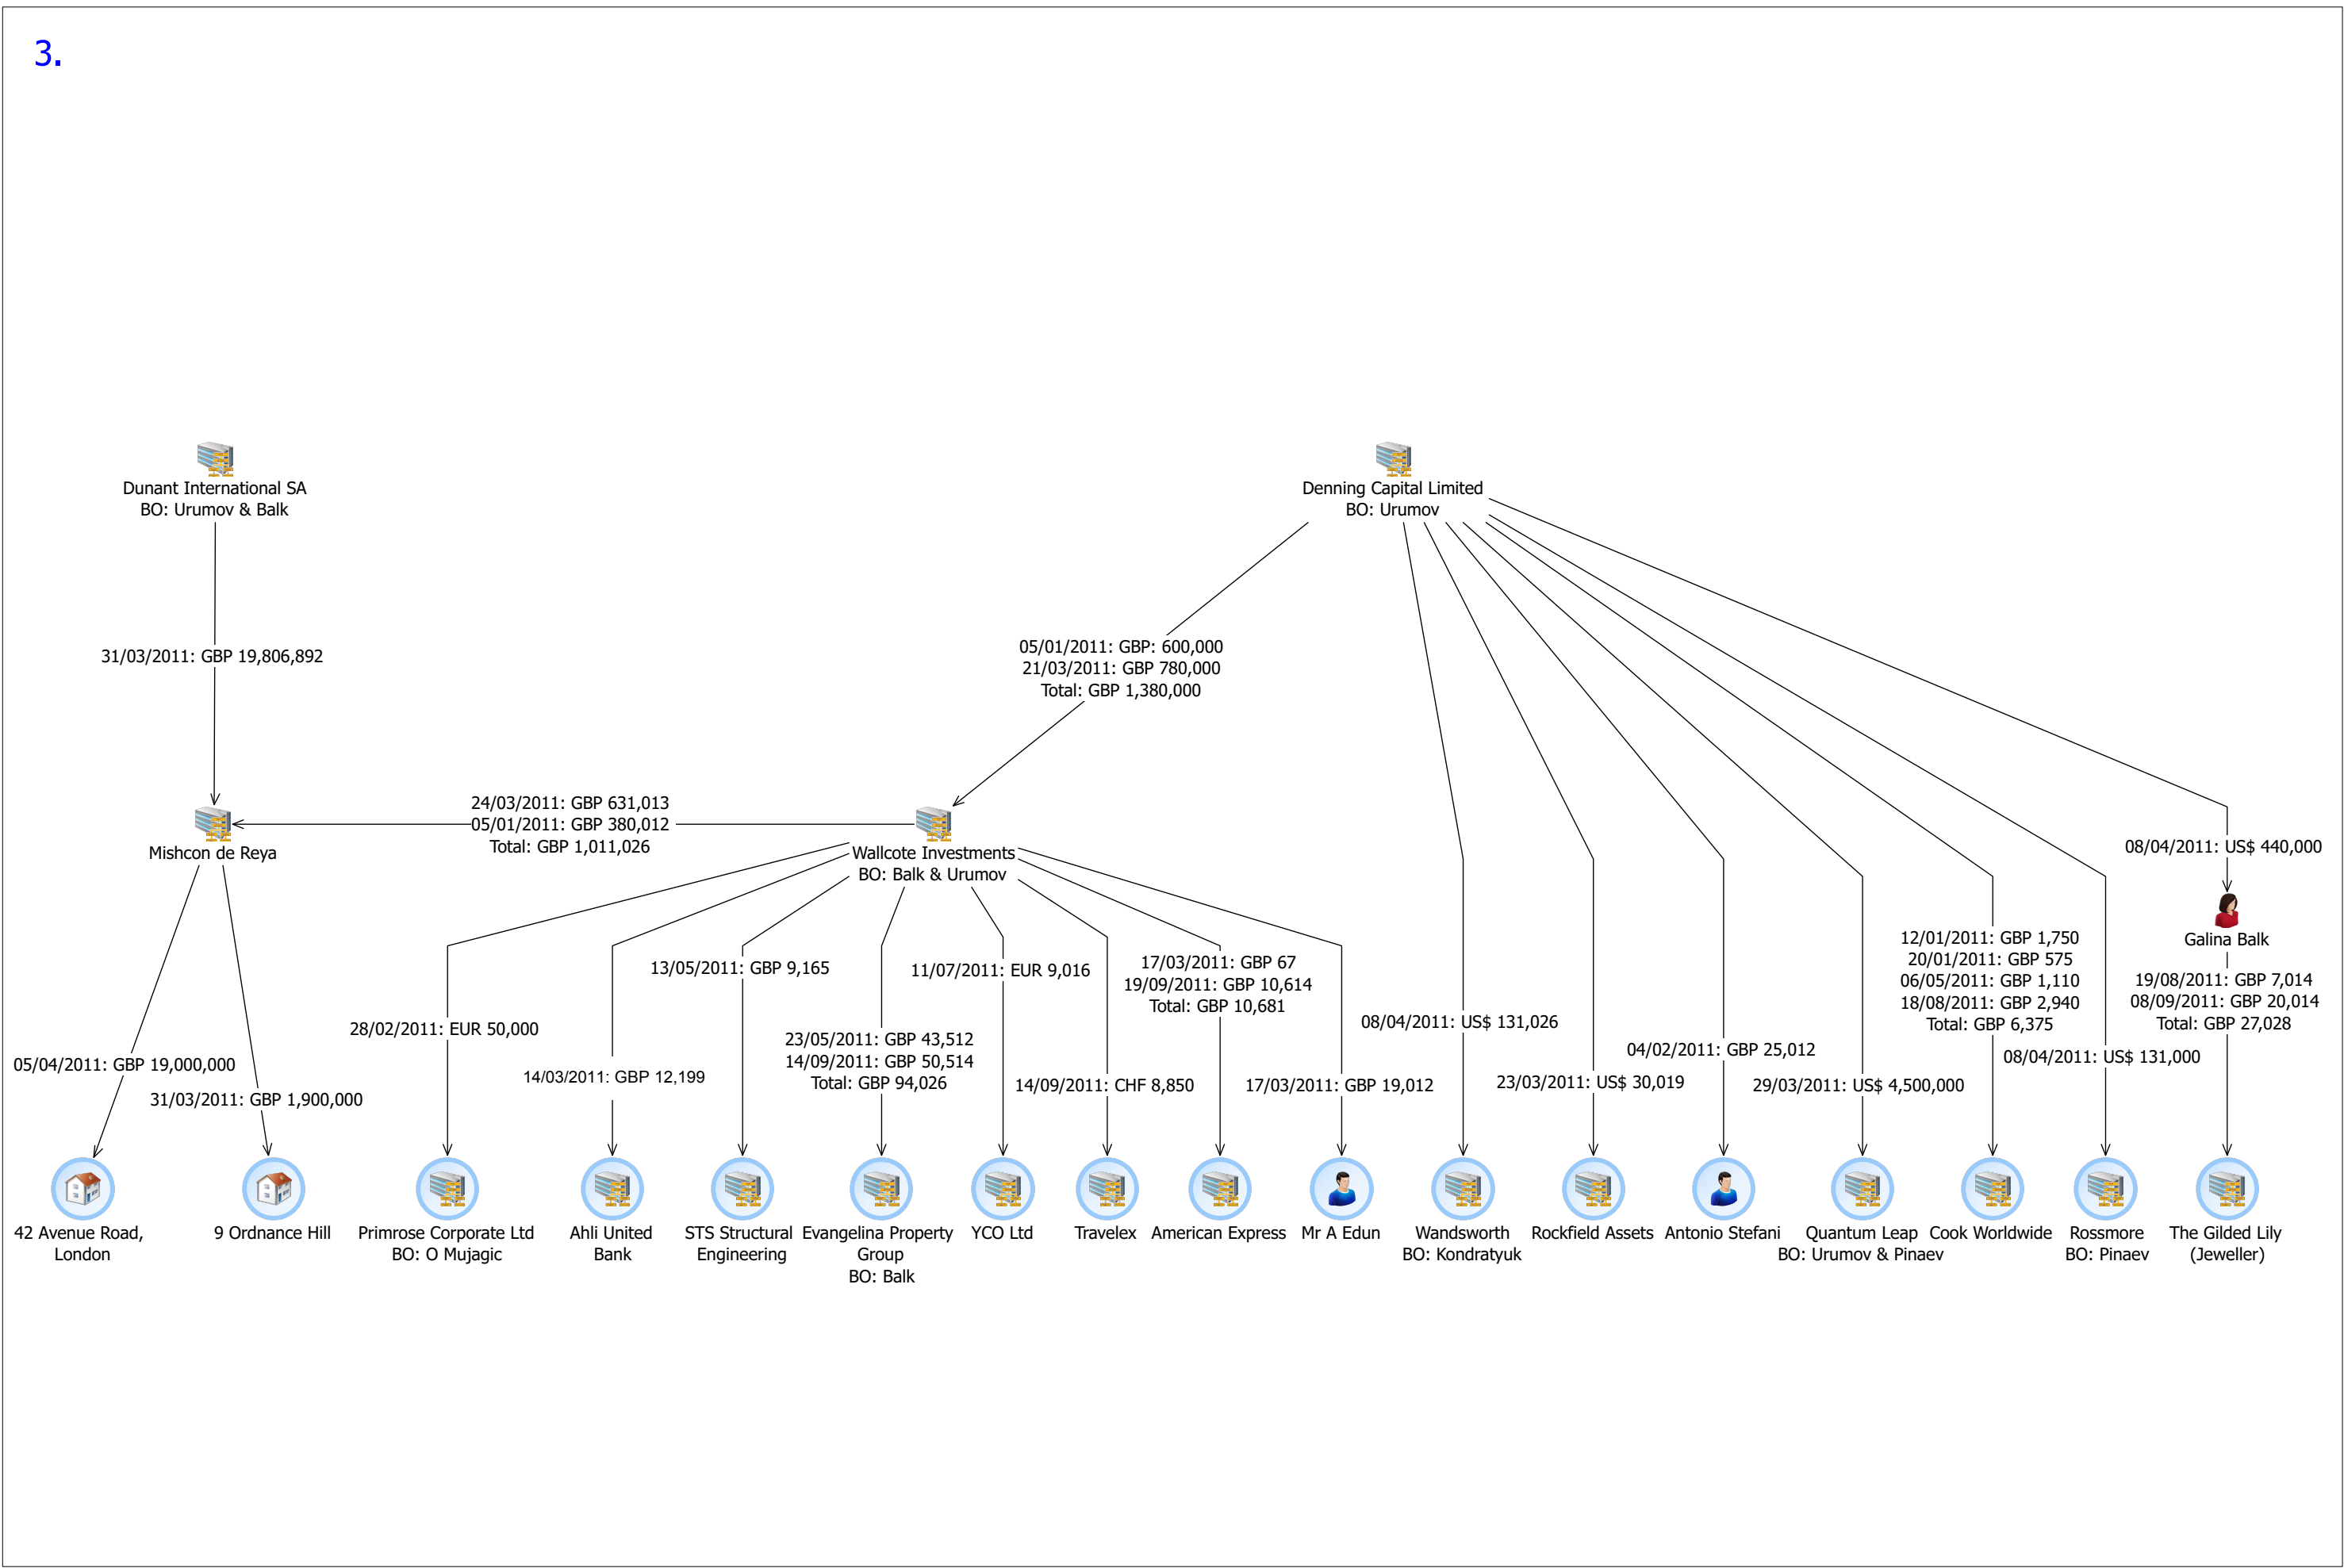 3.
Dunant International SA
BO: Urumov & Balk
Denning Capital Limited
BO: Urumov
31/03/2011: GBP 19,806,892
05/01/2011: GBP: 600,000
21/03/2011: GBP 780,000
Total: GBP 1,380,000
24/03/2011: GBP 631,013
05/01/2011: GBP 380,012
Total: GBP 1,011,026
Mishcon de Reya
Wallcote Investments
BO: Balk & Urumov
08/04/2011: US$ 440,000
Galina Balk
05/04/2011: GBP 19,000,000
31/03/2011: GBP 1,900,000
28/02/2011: EUR 50,000
14/03/2011: GBP 12,199
13/05/2011: GBP 9,165
23/05/2011: GBP 43,512
14/09/2011: GBP 50,514
Total: GBP 94,026
11/07/2011: EUR 9,016
14/09/2011: CHF 8,850
17/03/2011: GBP 67
19/09/2011: GBP 10,614
Total: GBP 10,681
17/03/2011: GBP 19,012
08/04/2011: US$ 131,026
23/03/2011: US$ 30,019
04/02/2011: GBP 25,012
29/03/2011: US$ 4,500,000
12/01/2011: GBP 1,750
20/01/2011: GBP 575
06/05/2011: GBP 1,110
18/08/2011: GBP 2,940
Total: GBP 6,375
08/04/2011: US$ 131,000
19/08/2011: GBP 7,014
08/09/2011: GBP 20,014
Total: GBP 27,028
42 Avenue Road,
London
9 Ordnance Hill
Primrose Corporate Ltd
BO: O Mujagic
Ahli United
Bank
STS Structural
Engineering
Evangelina Property
Group
BO: Balk
YCO Ltd
Travelex
American Express
Mr A Edun
Wandsworth
BO: Kondratyuk
Rockfield Assets
Antonio Stefani
Quantum Leap
BO: Urumov & Pinaev
Cook Worldwide
Rossmore
BO: Pinaev
The Gilded Lily
(Jeweller)